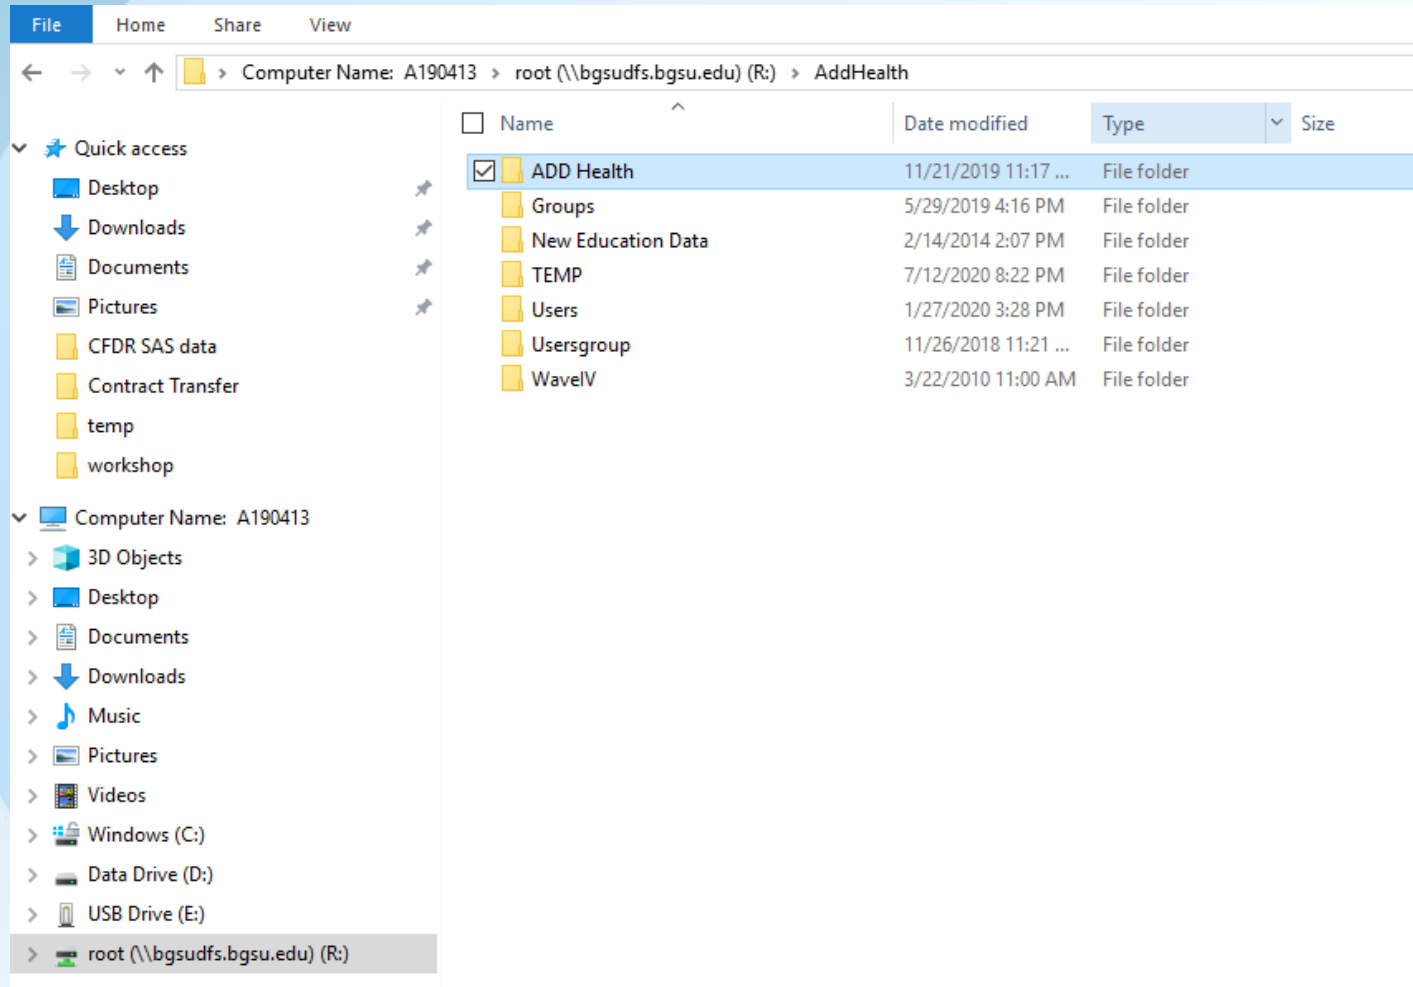 File Home Share View
Computer Name: A190413 > root (\\bgsudfs.bgsu.edu) (R:) > AddHealth
Name Date modified Type Size
Quick access
Desktop
Downloads
Documents
Pictures
CFDR SAS data
Contract Transfer
temp
workshop
Computer Name: A190413
3D Objects
Desktop
Documents
Downloads
Music
Pictures
Videos
Windows (C:)
Data Drive (D:)
USB Drive (E:)
root (\\bgsudfs.bgsu.edu) (R:)
ADD Health 11/21/2019 11:17 ... File folder
Groups 5/29/2019 4:16 PM File folder
New Education Data 2/14/2014 2:07 PM File folder
TEMP 7/12/2020 8:22 PM File folder
Users 1/27/2020 3:28 PM File folder
Usersgroup 11/26/2018 11:21 ... File folder
WaveIV 3/22/2010 11:00 AM File folder